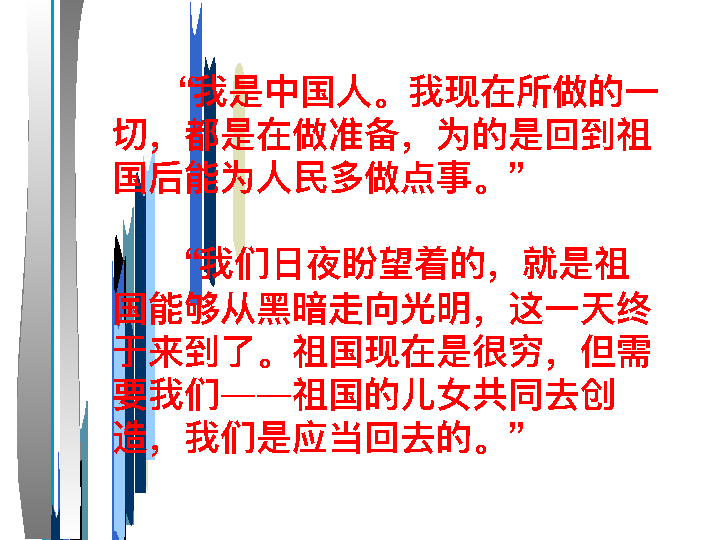 “我是中国人。我现在所做的一
切，都是在做准备，为的是回到祖
国后能为人民多做点事。”
“我们日夜盼望着的，就是祖
国能够从黑暗走向光明，这一天终
于来到了。祖国现在是很穷，但需
要我们——祖国的儿女共同去创
造，我们是应当回去的。”